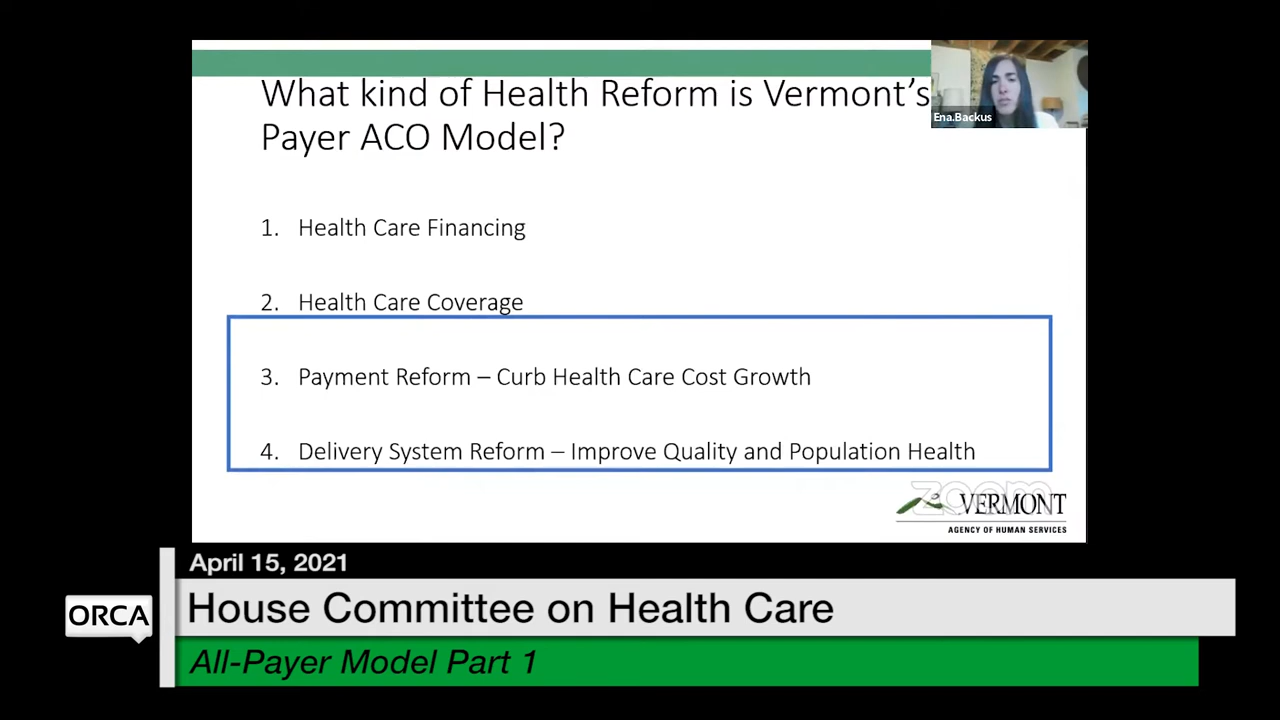 What kind of Health Reform is Vermont's
Payer ACO Model?
Ena.Backus
1. Health Care Financing
2. Health Care Coverage
3. Payment Reform – Curb Health Care Cost Growth
4. Delivery System Reform – Improve Quality and Population Health
zoom
VERMONT
AGENCY OF HUMAN SERVICES
April 15, 2021
ORCA
House Committee on Health Care
All-Payer Model Part 1